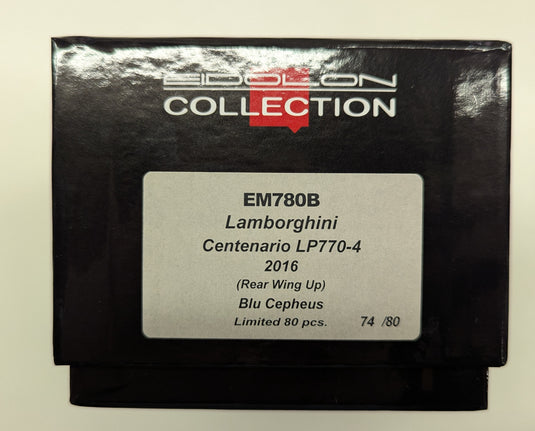 EIDOLON
COLLECTION
EM780B
Lamborghini
Centenario LP770-4
2016
(Rear Wing Up)
Blu Cepheus
Limited 80 pcs. 74 /80